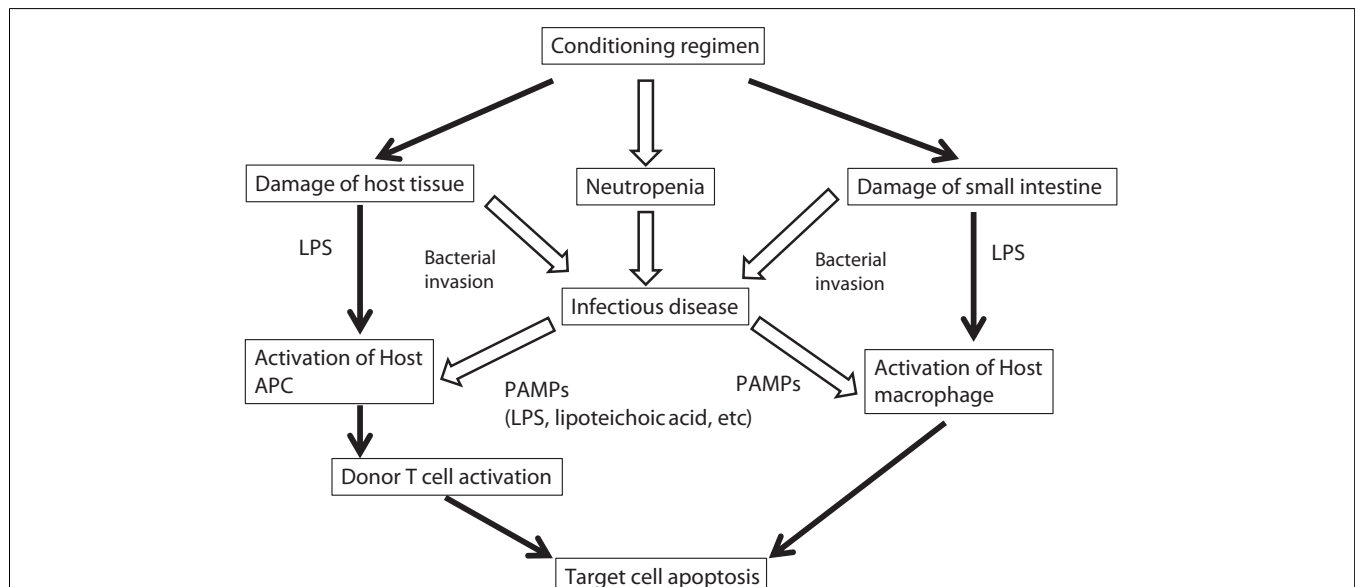 Conditioning regimen
Damage of host tissue
Neutropenia
Damage of small intestine
LPS
Bacterial
invasion
Bacterial
invasion
LPS
Infectious disease
Activation of Host
APC
PAMPs
(LPS, lipoteichoic acid, etc)
PAMPs
Activation of Host
macrophage
Donor T cell activation
Target cell apoptosis